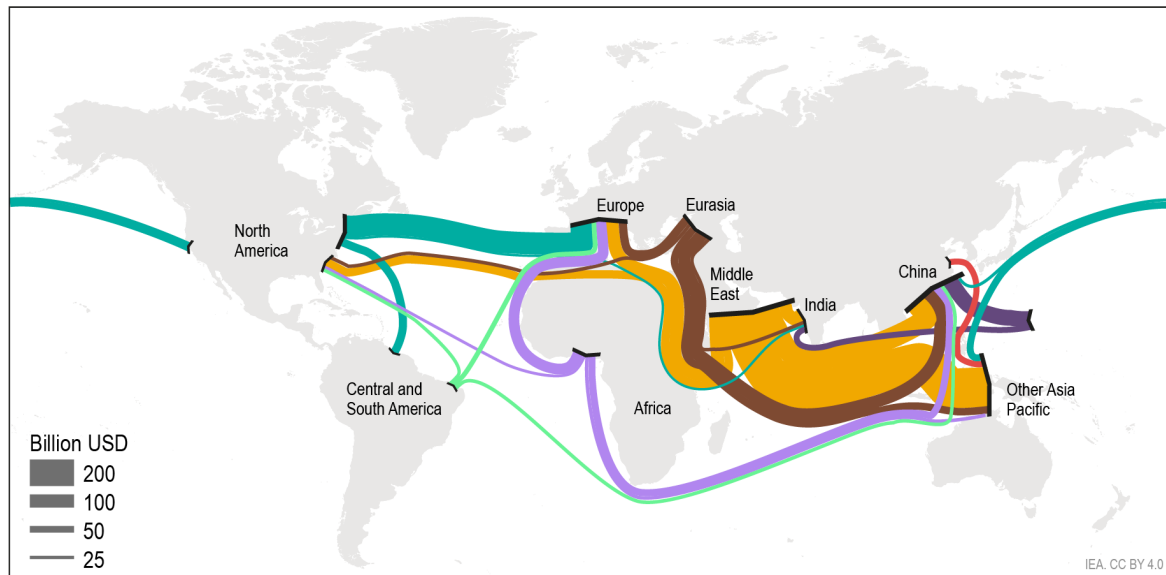 Europe
Eurasia
North
America
Middle
East
China
India
Central and
South America
Africa
Other Asia
Pacific
Billion USD
200
100
50
25
IEA. CC BY 4.0